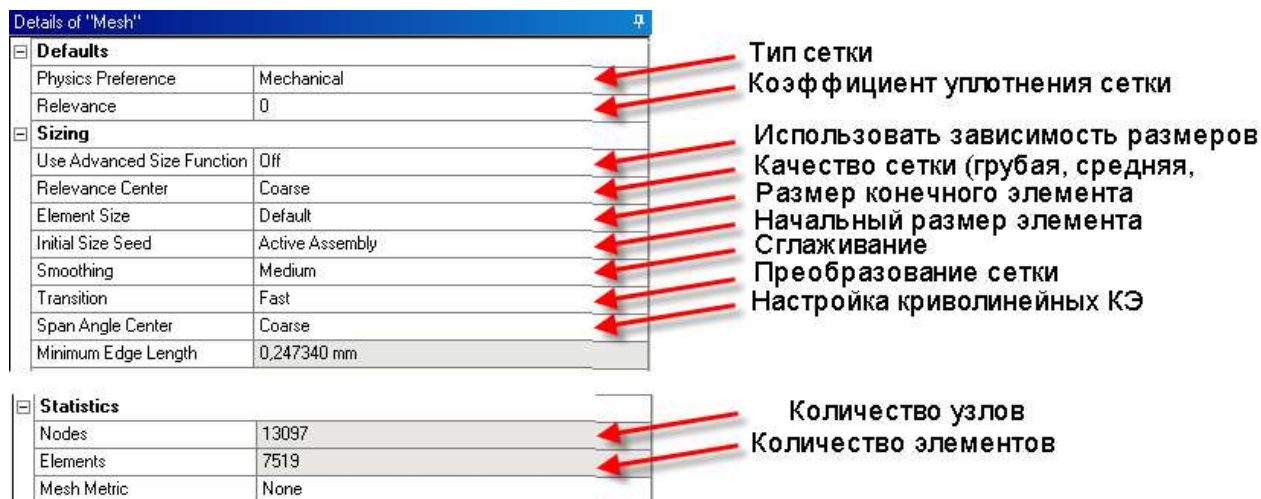 Details of "Mesh"
Defaults
Physics Preference Mechanical Тип сетки
Relevance 0 Коэффициент уплотнения сетки
Sizing
Use Advanced Size Function Off Использовать зависимость размеров
Relevance Center Coarse Качество сетки (грубая, средняя,
Element Size Default Размер конечного элемента
Initial Size Seed Active Assembly Начальный размер элемента
Smoothing Medium Сглаживание
Transition Fast Преобразование сетки
Span Angle Center Coarse Настройка криволинейных КЭ
Minimum Edge Length 0,247340 mm
Statistics
Nodes 13097 Количество узлов
Elements 7519 Количество элементов
Mesh Metric None